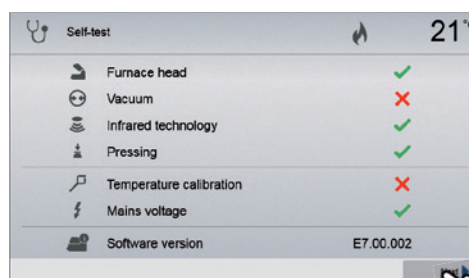 Self-test 21°
Furnace head
Vacuum
Infrared technology
Pressing
Temperature calibration
Mains voltage
Software version E7.00.002